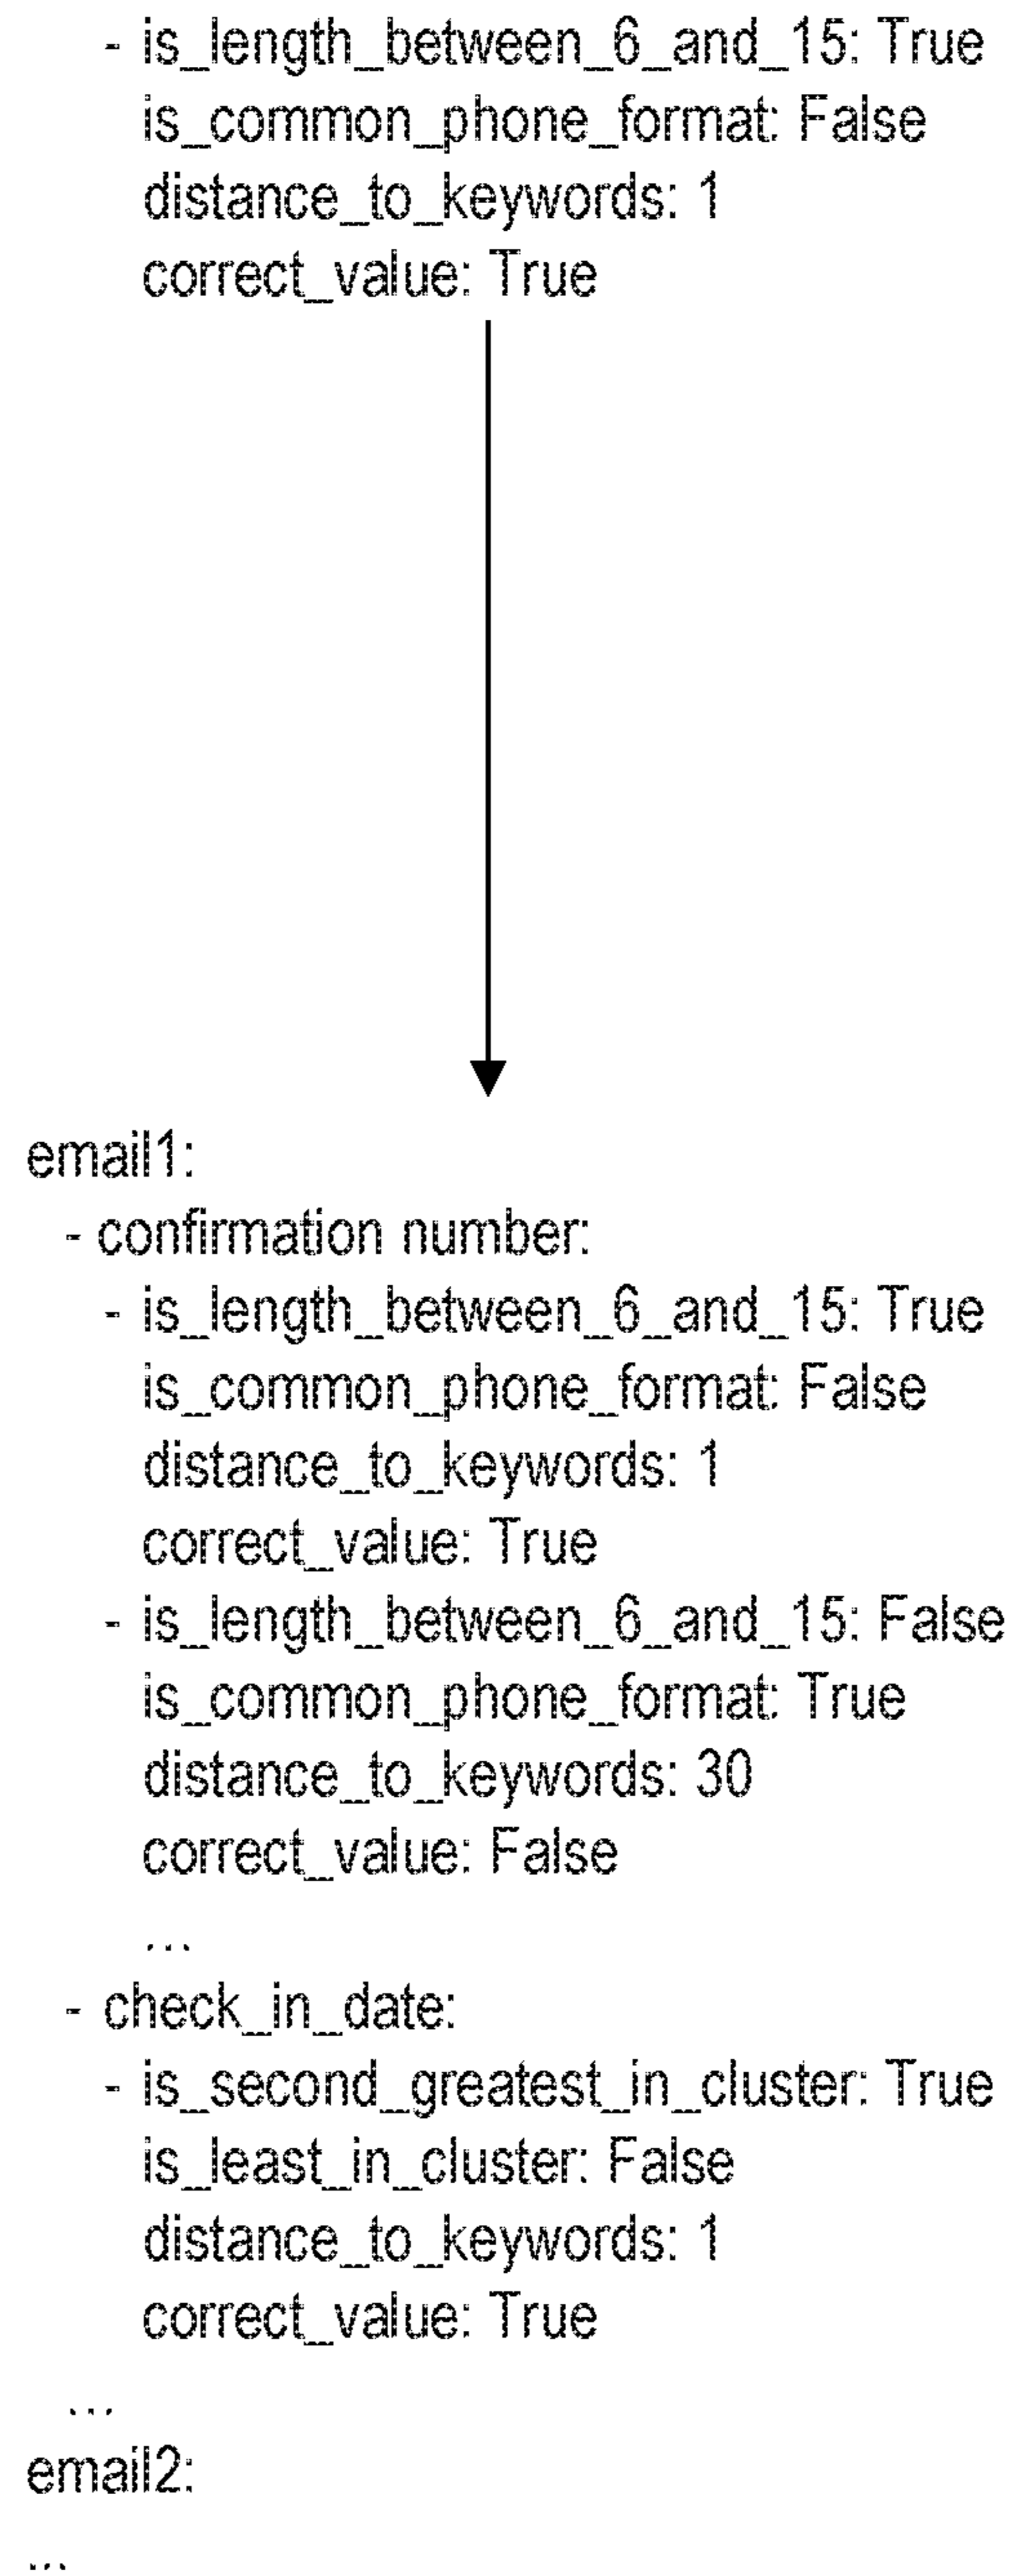 - is_length_between_6_and_15: True
is_common_phone_format: False
distance_to_keywords: 1
correct_value: True
email1:
- confirmation number:
- is_length_between_6_and_15: True
is_common_phone_format: False
distance_to_keywords: 1
correct_value: True
- is_length_between_6_and_15: False
is_common_phone_format: True
distance_to_keywords: 30
correct_value: False
...
- check_in_date:
- is_second_greatest_in_cluster: True
is_least_in_cluster: False
distance_to_keywords: 1
correct_value: True
...
email2:
...